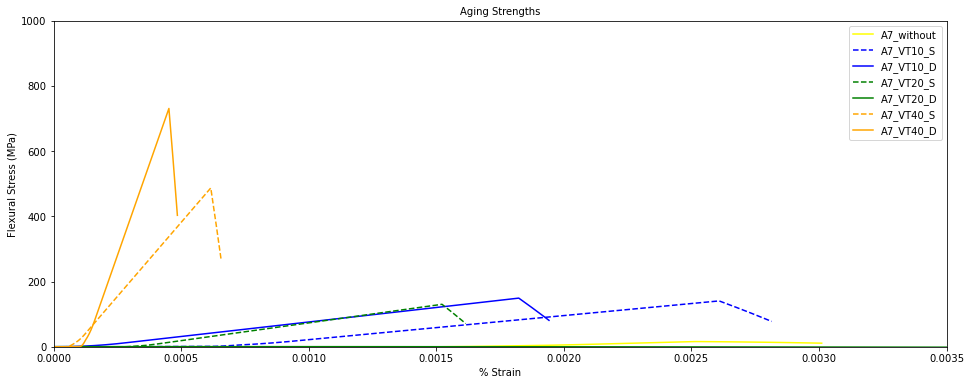 Aging Strengths
Flexural Stress (MPa)
1000
800
600
400
200
0
0.0000
0.0005
0.0010
0.0015
0.0020
0.0025
0.0030
0.0035
% Strain
A7_without
A7_VT10_S
A7_VT10_D
A7_VT20_S
A7_VT20_D
A7_VT40_S
A7_VT40_D